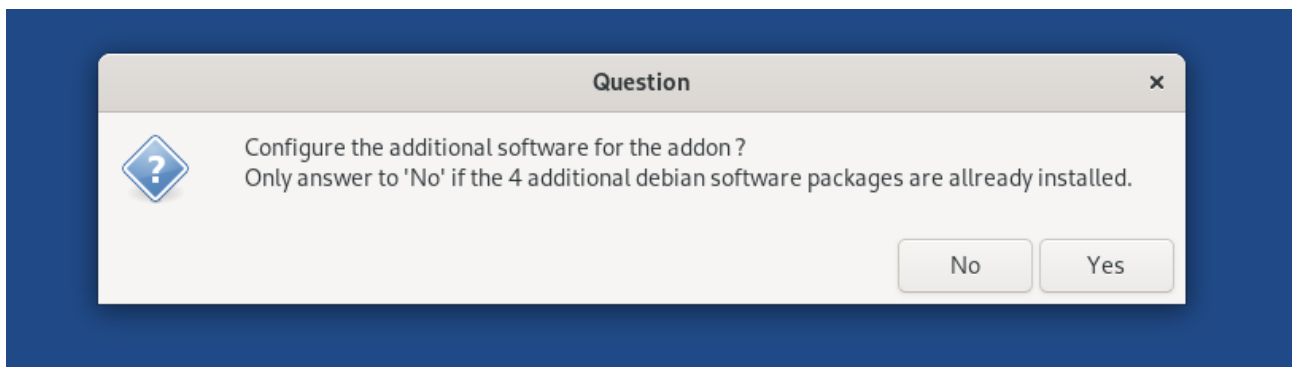 Question
Configure the additional software for the addon ?
Only answer to 'No' if the 4 additional debian software packages are allready installed.
No Yes